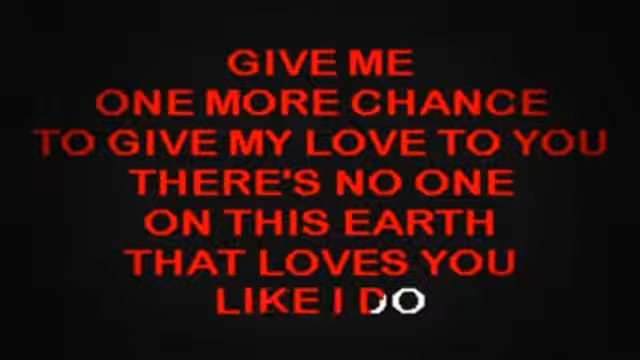 GIVE ME
ONE MORE CHANCE
TO GIVE MY LOVE TO YOU
THERE'S NO ONE
ON THIS EARTH
THAT LOVES YOU
LIKE I DO